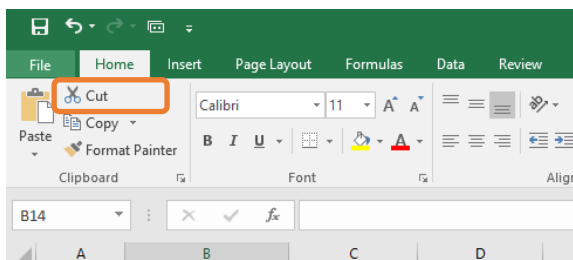 File Home Insert Page Layout Formulas Data Review
Cut
Calibri 11 A A
Copy
Paste
B I U A
Format Painter
Clipboard Font Alig
B14 fx
A B C D